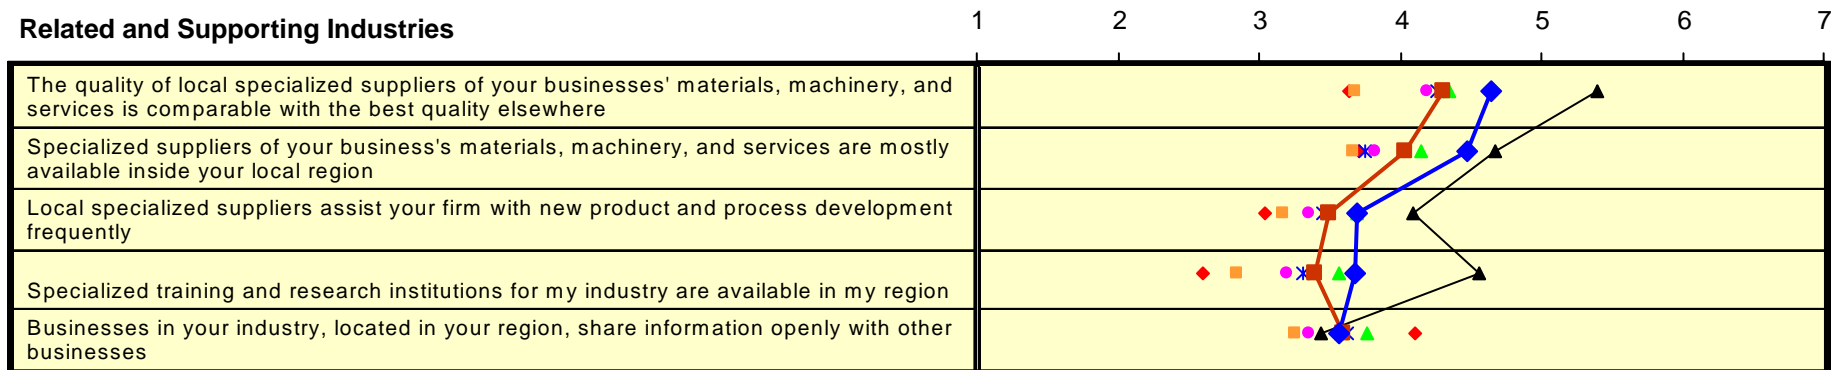 Related and Supporting Industries
1 2 3 4 5 6 7
The quality of local specialized suppliers of your businesses' materials, machinery, and
services is comparable with the best quality elsewhere
Specialized suppliers of your business's materials, machinery, and services are mostly
available inside your local region
Local specialized suppliers assist your firm with new product and process development
frequently
Specialized training and research institutions for my industry are available in my region
Businesses in your industry, located in your region, share information openly with other
businesses